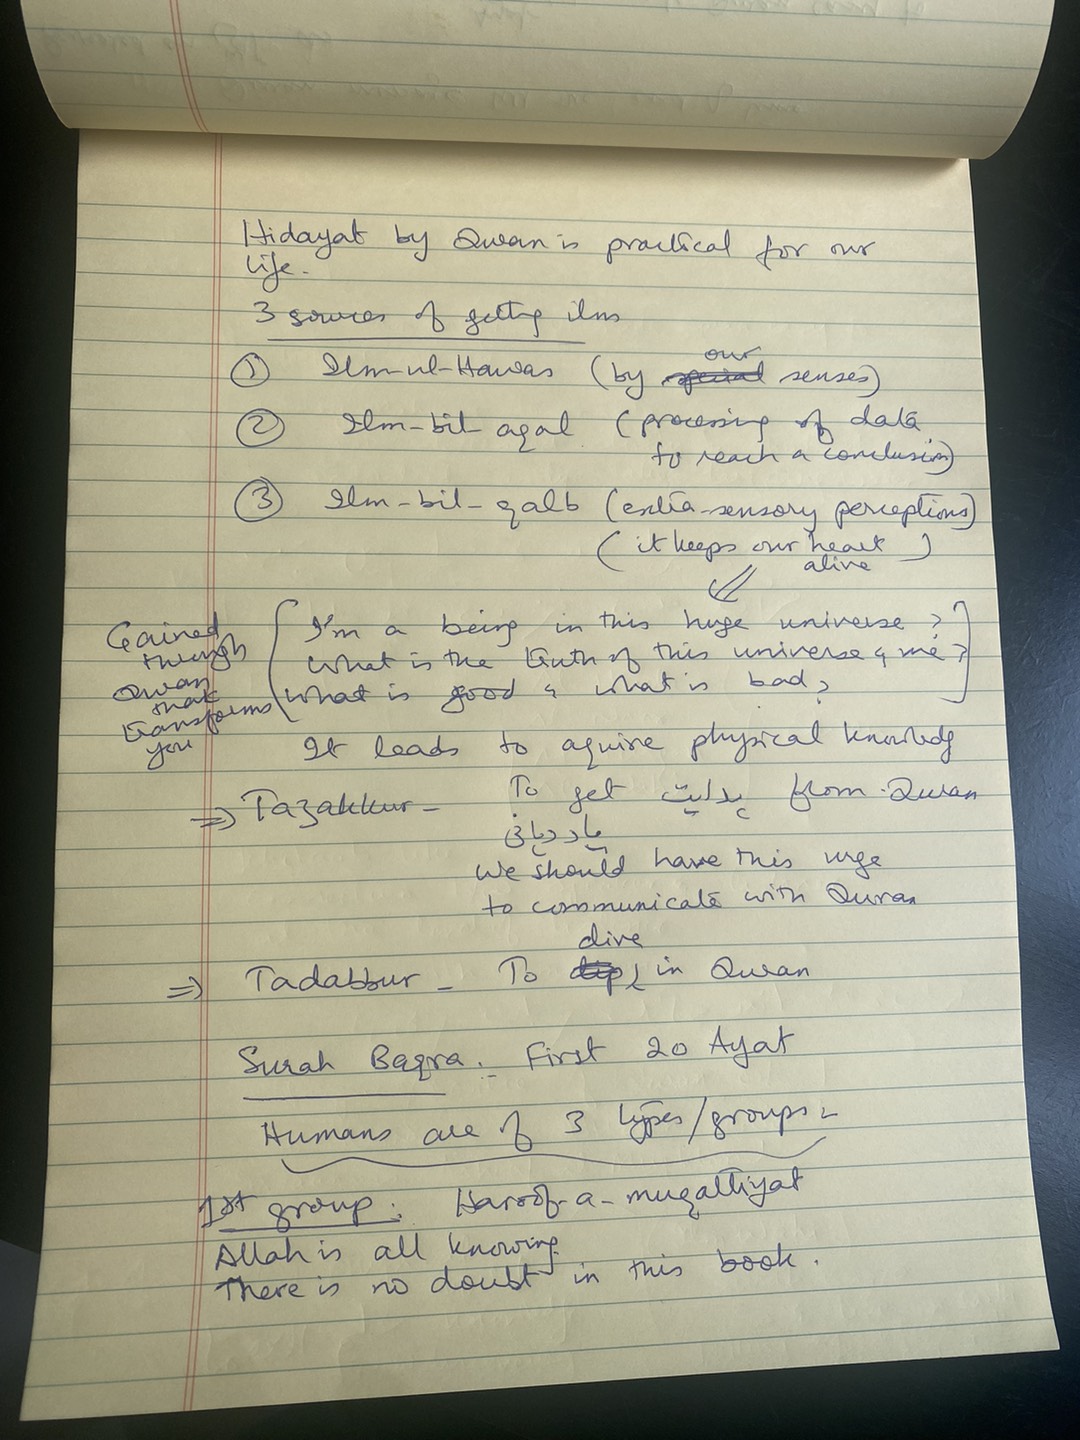 Hidayat by Quran is practical for our
life.
3 sources of getting ilm
① Ilm-ul-Hawas (by our senses)
② Ilm-bil aqal (processing of data
to reach a conclusion)
③ Ilm-bil-qalb (extra-sensory perceptions)
(it keeps our heart alive)
Gained through Quran that transforms you
I'm a being in this huge universe?
What is the truth of this universe & me?
What is good & what is bad?
It leads to aquire physical knowledg
⇒ Tazakkur - To get ہدایت from Quran
یاد دہانی
We should have this urge
to communicate with Quran
⇒ Tadabbur - To dive in Quran
Surah Baqra: First 20 Ayat
Humans are of 3 types/groups -
1st group: Haroof-a-muqattiyat
Allah is all knowing
There is no doubt in this book.